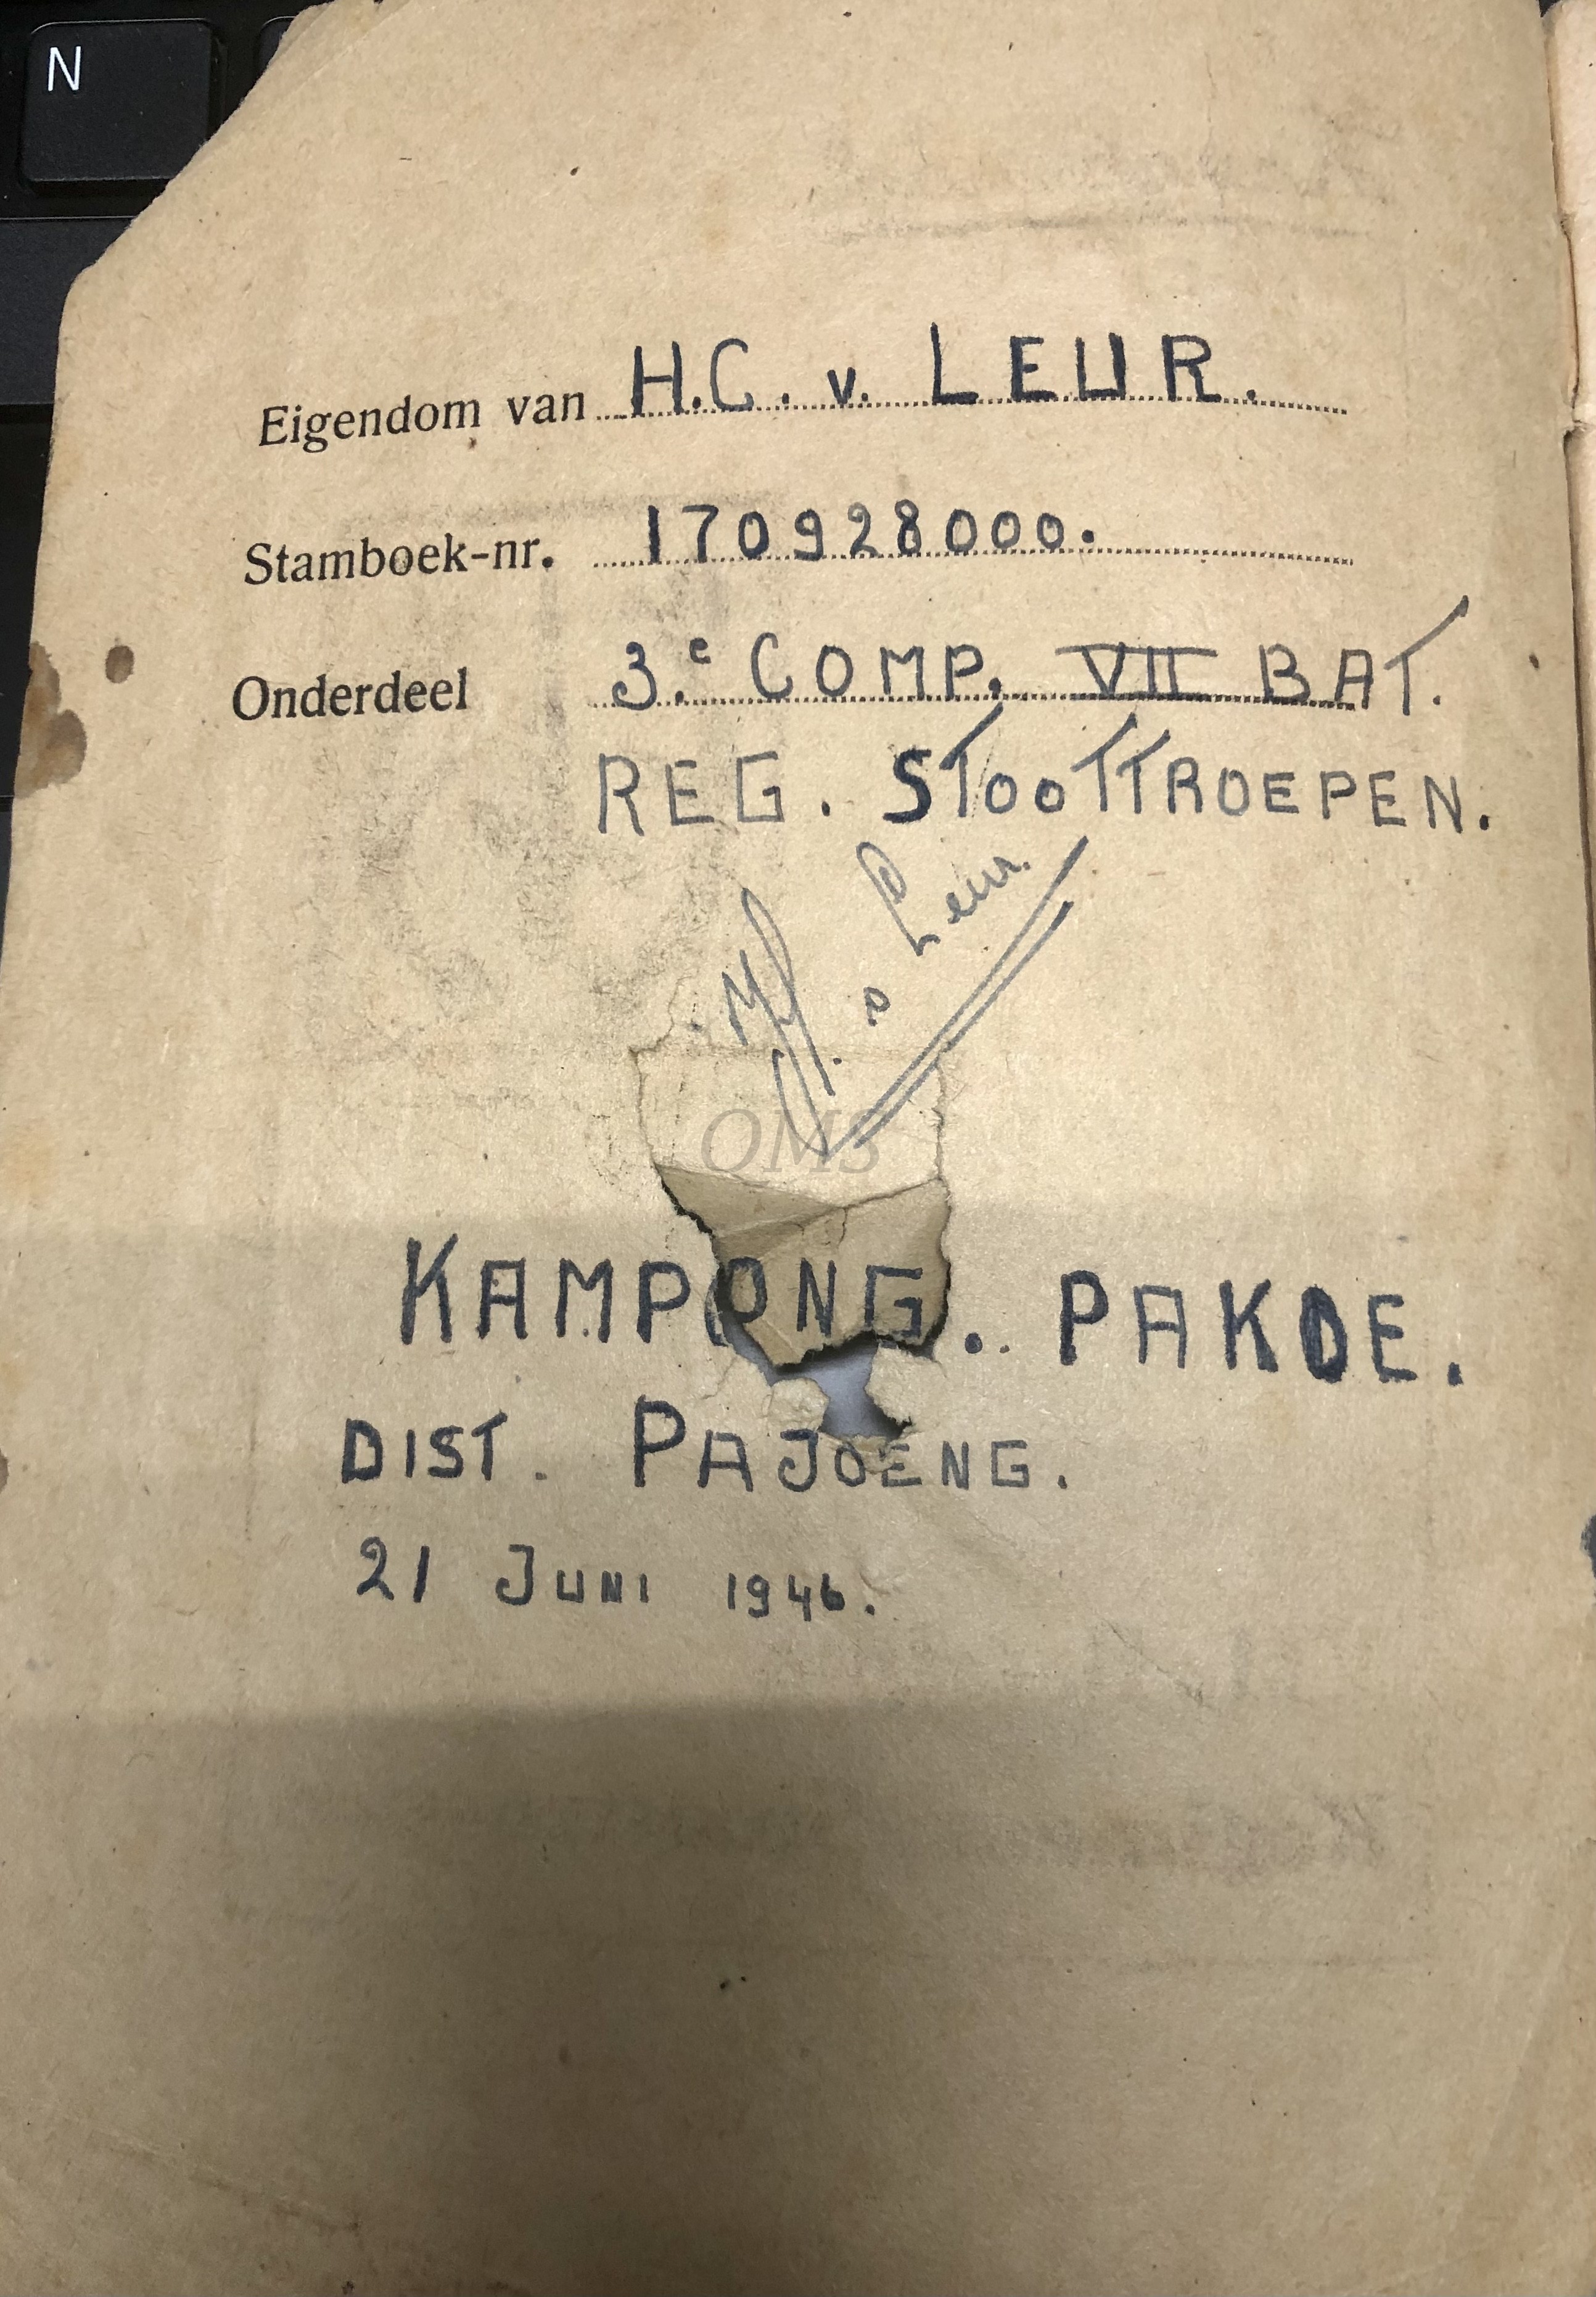 N
Eigendom van H.C. v. LEUR.
Stamboek-nr. 170928000.
Onderdeel 3.e COMP. VII BAT.
REG. STOOTTROEPEN.
v Leur.
OMS
KAMPONG. PAKOE.
DIST. PAJOENG.
21 JUNI 1946.